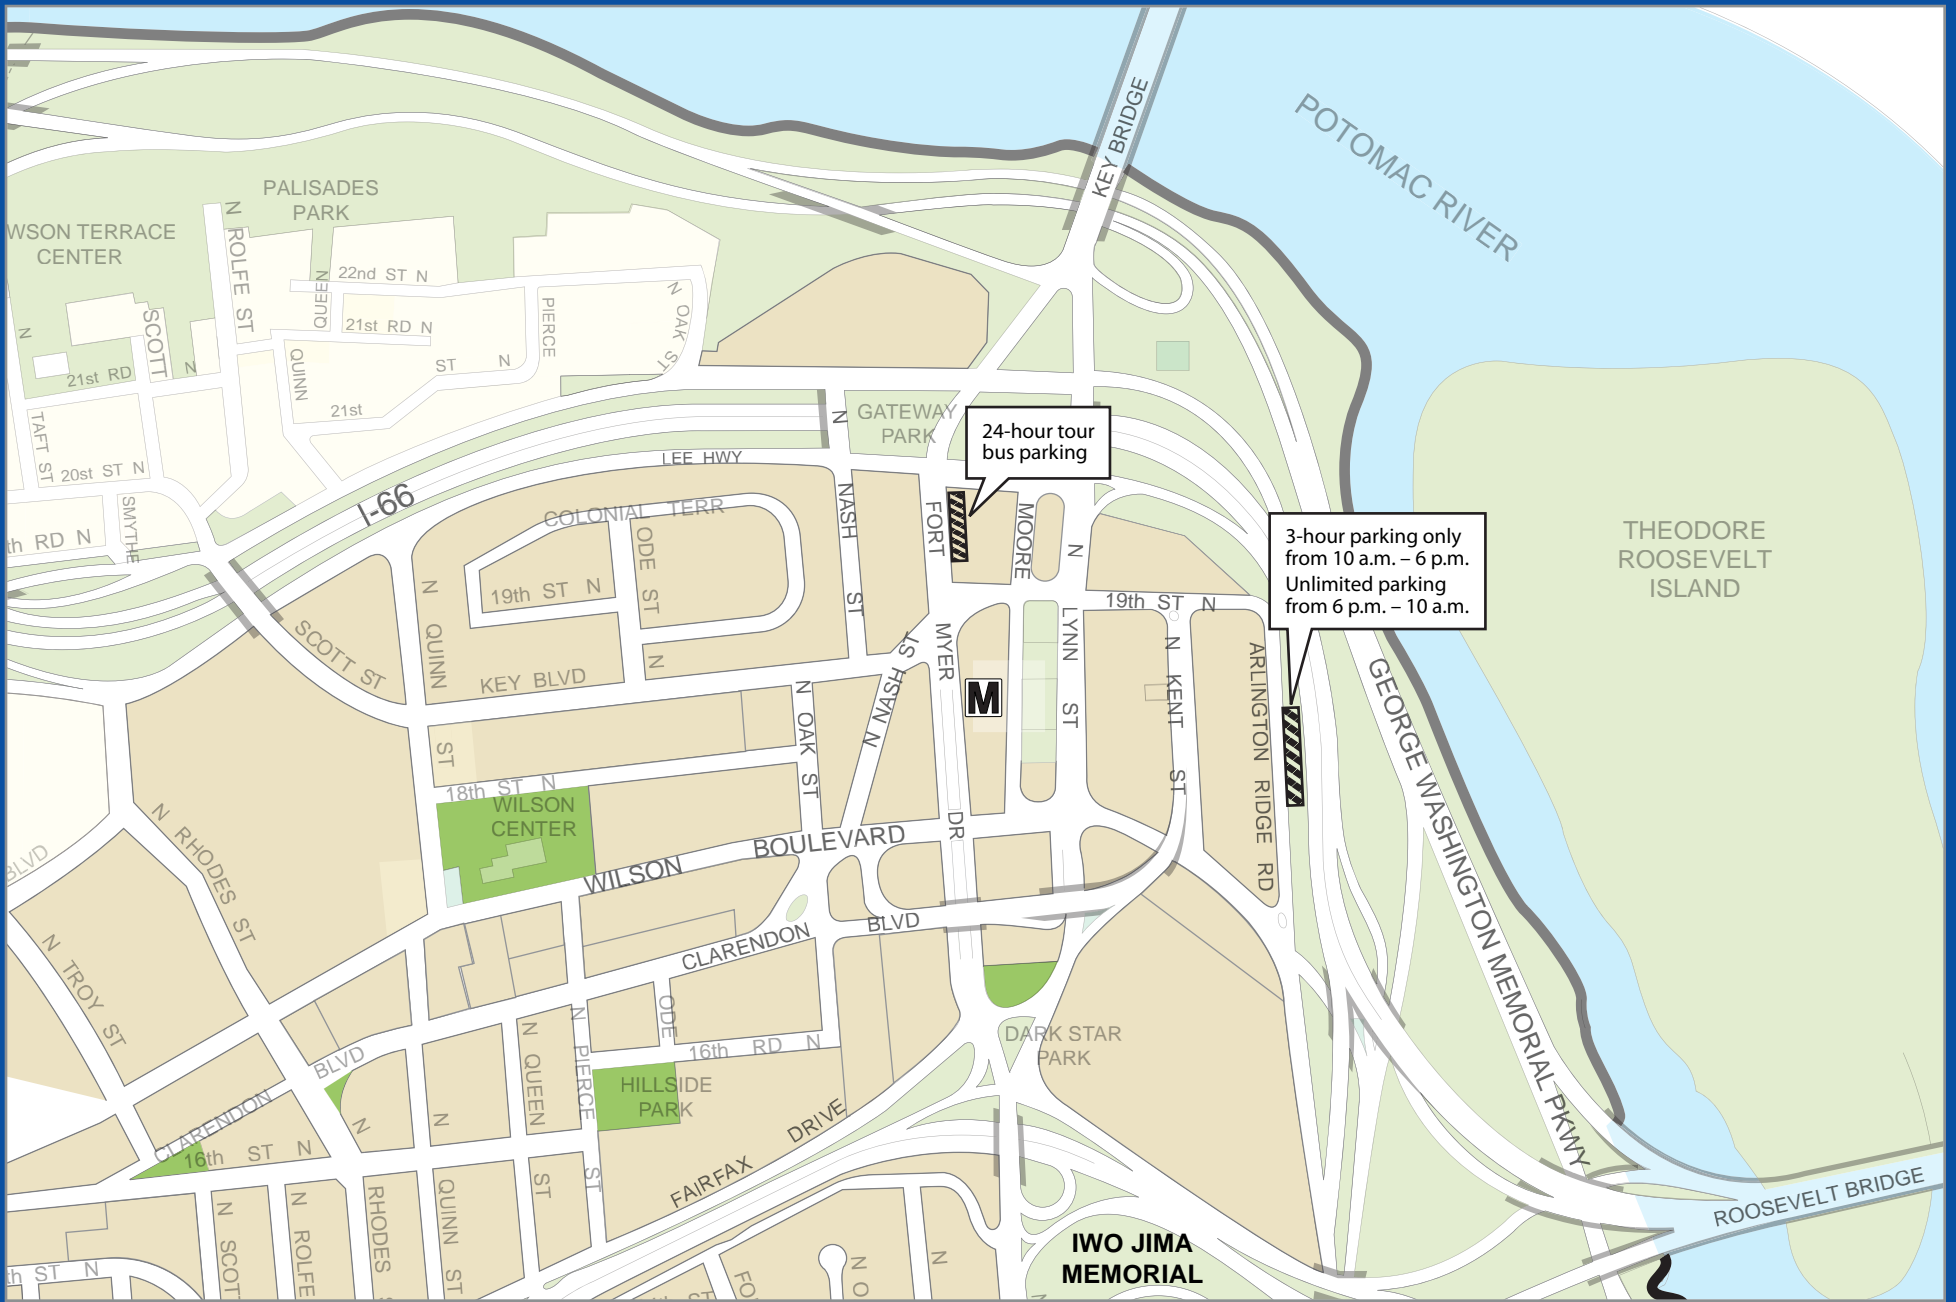 KEY BRIDGE
POTOMAC RIVER
PALISADES
PARK
WSON TERRACE
CENTER
N ROLFE ST
22nd ST N
QUEEN
21st RD N
PIERCE
N OAK ST
SCOTT
N
21st RD N
QUINN
ST N
21st
TAFT ST
20st ST N
SMYTHE
th RD N
I-66
LEE HWY
N
GATEWAY
PARK
24-hour tour
bus parking
3-hour parking only
from 10 a.m. – 6 p.m.
Unlimited parking
from 6 p.m. – 10 a.m.
THEODORE
ROOSEVELT
ISLAND
COLONIAL TERR
ODE ST N
19th ST N
NASH ST
FORT MYER DR
MOORE
N LYNN ST
19th ST N
N KENT ST
ARLINGTON RIDGE RD
GEORGE WASHINGTON MEMORIAL PKWY
SCOTT ST
N QUINN ST
KEY BLVD
N OAK ST
N NASH ST
M
18th ST N
WILSON
CENTER
WILSON BOULEVARD
CLARENDON BLVD
BLVD
N RHODES ST
N TROY ST
BLVD
CLARENDON
16th ST N
N
N
N QUEEN ST
N PIERCE ST
ODE
16th RD N
HILLSIDE
PARK
DARK STAR
PARK
FAIRFAX DRIVE
N SCOTT
N ROLFE
RHODES S
QUINN ST
th ST N
N
N O
IWO JIMA
MEMORIAL
ROOSEVELT BRIDGE